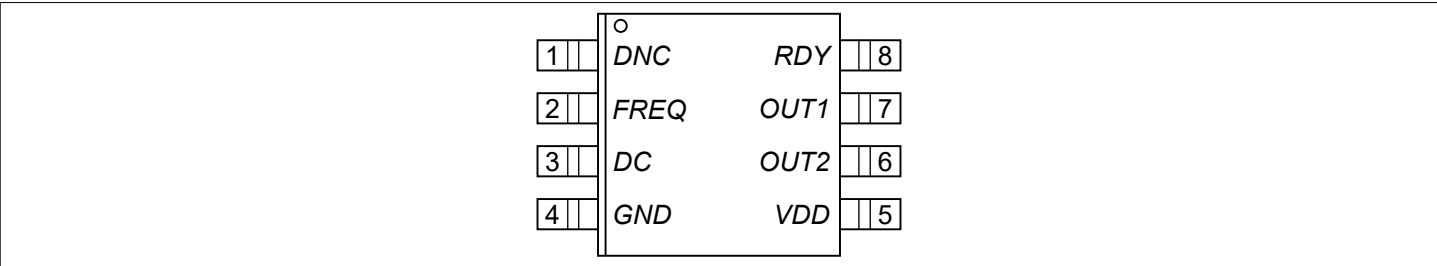 1 DNC RDY 8
2 FREQ OUT1 7
3 DC OUT2 6
4 GND VDD 5